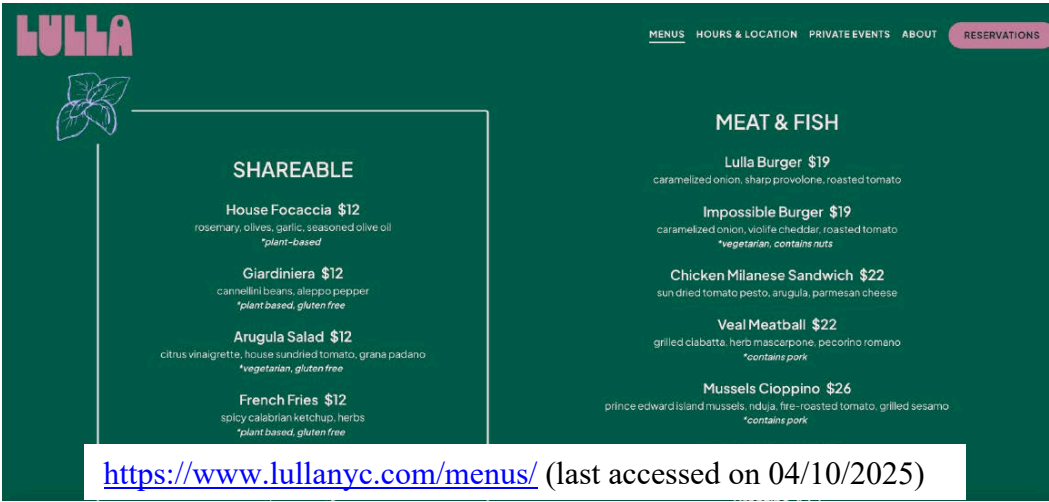 LULLA
MENUS HOURS & LOCATION PRIVATE EVENTS ABOUT RESERVATIONS
SHAREABLE
House Focaccia $12
rosemary, olives, garlic, seasoned olive oil
*plant-based
Giardiniera $12
cannellini beans, aleppo pepper
*plant based, gluten free
Arugula Salad $12
citrus vinaigrette, house sundried tomato, grana padano
*vegetarian, gluten free
French Fries $12
spicy calabrian ketchup, herbs
*plant based, gluten free
MEAT & FISH
Lulla Burger $19
caramelized onion, sharp provolone, roasted tomato
Impossible Burger $19
caramelized onion, violife cheddar, roasted tomato
*vegetarian, contains nuts
Chicken Milanese Sandwich $22
sun dried tomato pesto, arugula, parmesan cheese
Veal Meatball $22
grilled ciabatta, herb mascarpone, pecorino romano
*contains pork
Mussels Cioppino $26
prince edward island mussels, nduja, fire-roasted tomato, grilled sesamo
*contains pork
https://www.lullanyc.com/menus/ (last accessed on 04/10/2025)